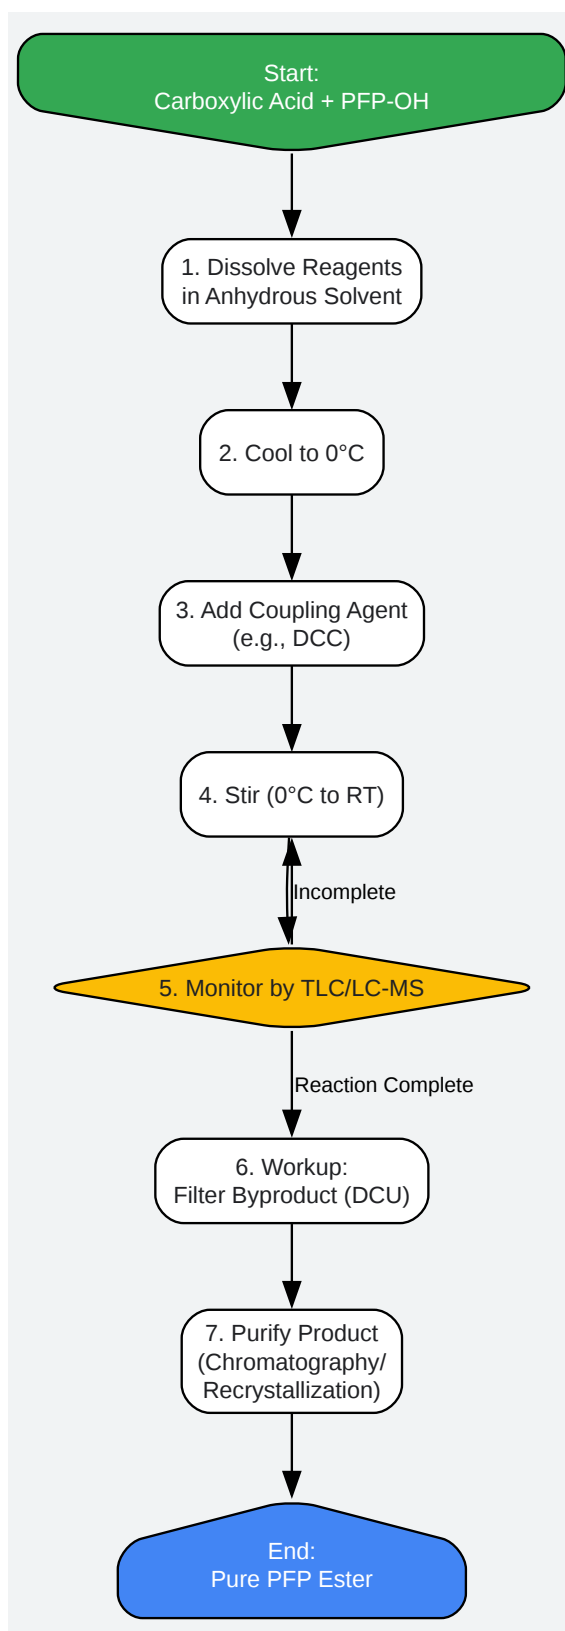 Start:
Carboxylic Acid + PFP-OH
1. Dissolve Reagents
in Anhydrous Solvent
2. Cool to 0°C
3. Add Coupling Agent
(e.g., DCC)
4. Stir (0°C to RT)
Incomplete
5. Monitor by TLC/LC-MS
Reaction Complete
6. Workup:
Filter Byproduct (DCU)
7. Purify Product
(Chromatography/
Recrystallization)
End:
Pure PFP Ester